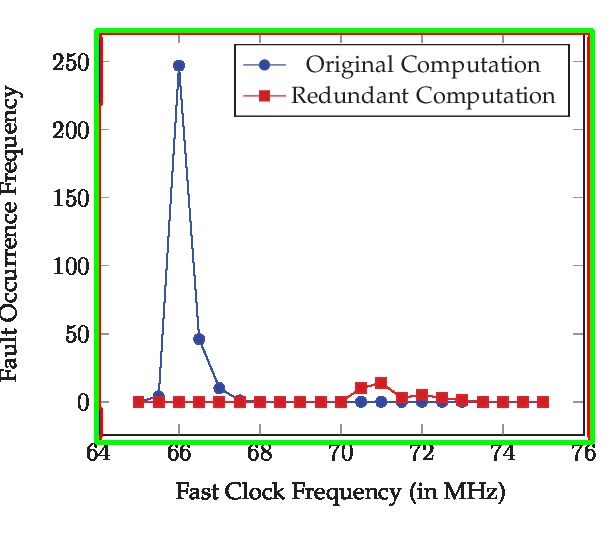 Original Computation
Redundant Computation
250
200
150
100
50
0
Fault Occurrence Frequency
64 66 68 70 72 74 76
Fast Clock Frequency (in MHz)